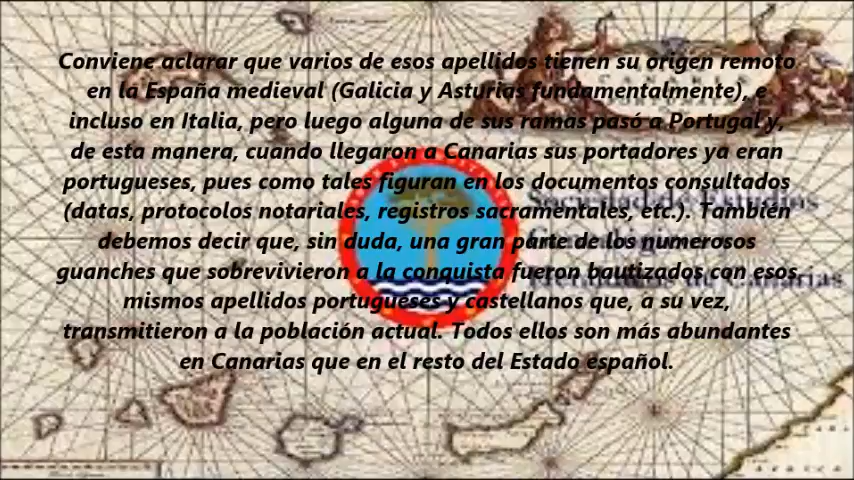 Conviene aclarar que varios de esos apellidos tienen su origen remoto
en la España medieval (Galicia y Asturias fundamentalmente), e
incluso en Italia, pero luego alguna de sus ramas pasó a Portugal y,
de esta manera, cuando llegaron a Canarias sus portadores ya eran
portugueses, pues como tales figuran en los documentos consultados
(datas, protocolos notariales, registros sacramentales, etc.). También
debemos decir que, sin duda, una gran parte de los numerosos
guanches que sobrevivieron a la conquista fueron bautizados con esos
mismos apellidos portugueses y castellanos que, a su vez,
transmitieron a la población actual. Todos ellos son más abundantes
en Canarias que en el resto del Estado español.
Sociedad de Estudios
de Canarias